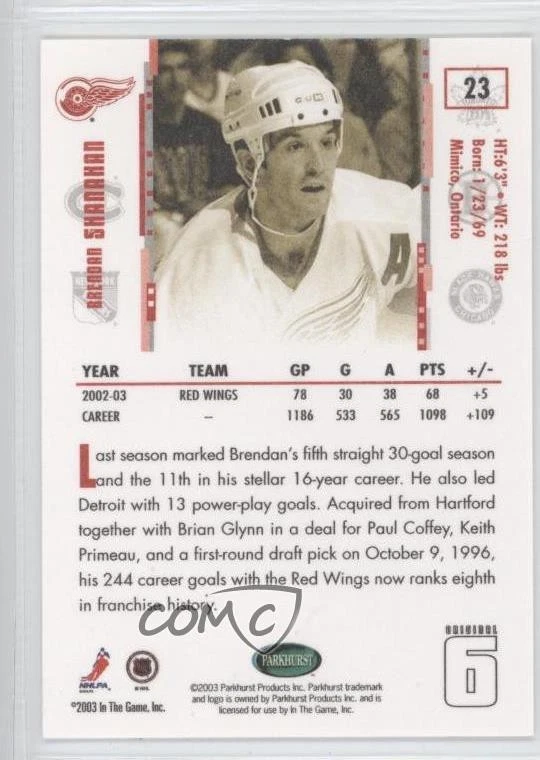 23
BRENDAN SHANAHAN
HT:6'3" • WT: 218 lbs
Born: 1/23/69
Mimico, Ontario
A
YEAR TEAM GP G A PTS +/-
2002-03 RED WINGS 78 30 38 68 +5
CAREER – 1186 533 565 1098 +109
Last season marked Brendan's fifth straight 30-goal season
and the 11th in his stellar 16-year career. He also led
Detroit with 13 power-play goals. Acquired from Hartford
together with Brian Glynn in a deal for Paul Coffey, Keith
Primeau, and a first-round draft pick on October 9, 1996,
his 244 career goals with the Red Wings now ranks eighth
in franchise history.
COMC
ORIGINAL
6
PARKHURST
NHLPA
© NHL
©2003 In The Game, Inc.
©2003 Parkhurst Products Inc. Parkhurst trademark
and logo is owned by Parkhurst Products Inc. and is
licensed for use by In The Game, Inc.